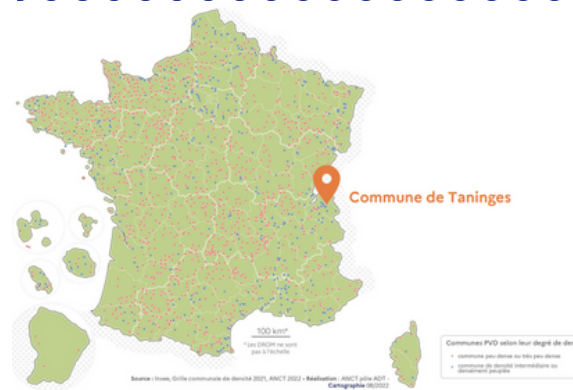 Commune de Taninges
100 km*
*Les DROM ne sont
pas à l'échelle
Communes PVD selon leur degré de den
commune peu dense ou très peu dense
commune de densité intermédiaire ou
densément peuplée
Source : Insee, Grille communale de densité 2021, ANCT 2022 • Réalisation : ANCT pôle ADT -
Cartographie 08/2022